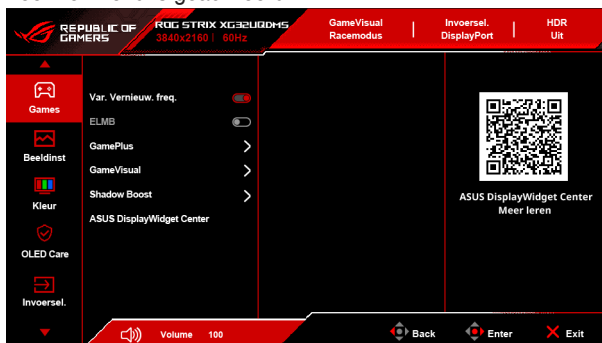 REPUBLIC OF
GAMERS
ROG STRIX XG32UQDMS
3840x2160 | 60Hz
GameVisual
Racemodus
Invoersel.
DisplayPort
HDR
Uit
Games
Beeldinst
Kleur
OLED Care
Invoersel.
Var. Vernieuw. freq.
ELMB
GamePlus
GameVisual
Shadow Boost
ASUS DisplayWidget Center
ASUS DisplayWidget Center
Meer leren
Volume 100
Back
Enter
Exit